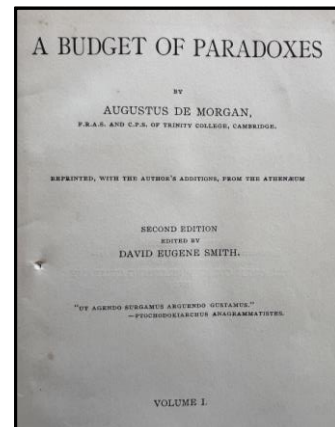 A BUDGET OF PARADOXES
BY
AUGUSTUS DE MORGAN,
F.R.A.S. AND C.P.S. OF TRINITY COLLEGE, CAMBRIDGE.
REPRINTED, WITH THE AUTHOR'S ADDITIONS, FROM THE ATHENÆUM
SECOND EDITION
EDITED BY
DAVID EUGENE SMITH.
"UT AGENDO SURGAMUS ARGUENDO GUSTAMUS."
—PTOCHODOKIARCHUS ANAGRAMMATISTES.
VOLUME I.